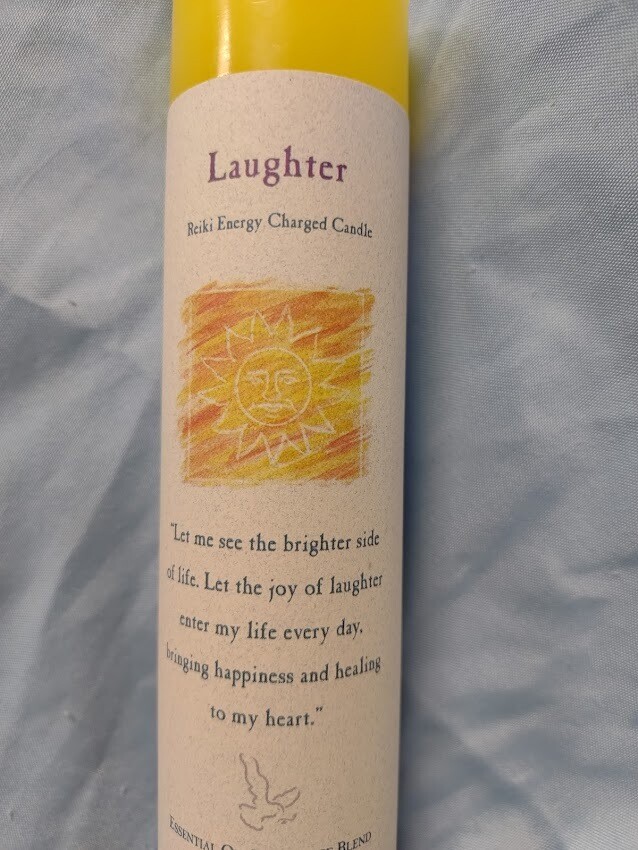 Laughter
Reiki Energy Charged Candle
"Let me see the brighter side
of life. Let the joy of laughter
enter my life every day,
bringing happiness and healing
to my heart."
ESSENTIAL BLEND